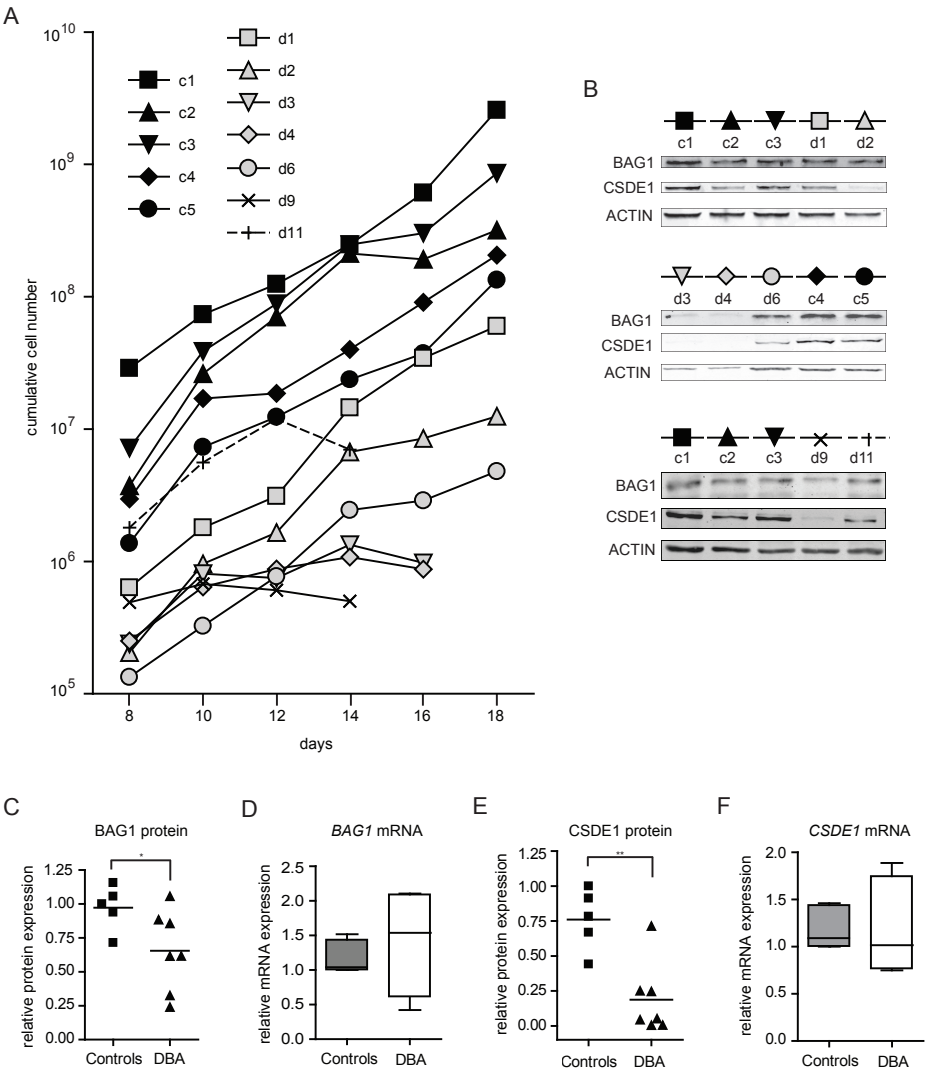 A
10^10
10^9
10^8
10^7
10^6
10^5
cumulative cell number
8 10 12 14 16 18
days
c1
c2
c3
c4
c5
d1
d2
d3
d4
d6
d9
d11
B
c1 c2 c3 d1 d2
BAG1
CSDE1
ACTIN
d3 d4 d6 c4 c5
BAG1
CSDE1
ACTIN
c1 c2 c3 d9 d11
BAG1
CSDE1
ACTIN
C
BAG1 protein
relative protein expression
1.25
1.00
0.75
0.50
0.25
0.00
*
Controls DBA
D
BAG1 mRNA
relative mRNA expression
2.5
2.0
1.5
1.0
0.5
0.0
Controls DBA
E
CSDE1 protein
relative protein expression
1.25
1.00
0.75
0.50
0.25
0.00
**
Controls DBA
F
CSDE1 mRNA
relative mRNA expression
2.0
1.5
1.0
0.5
0.0
Controls DBA